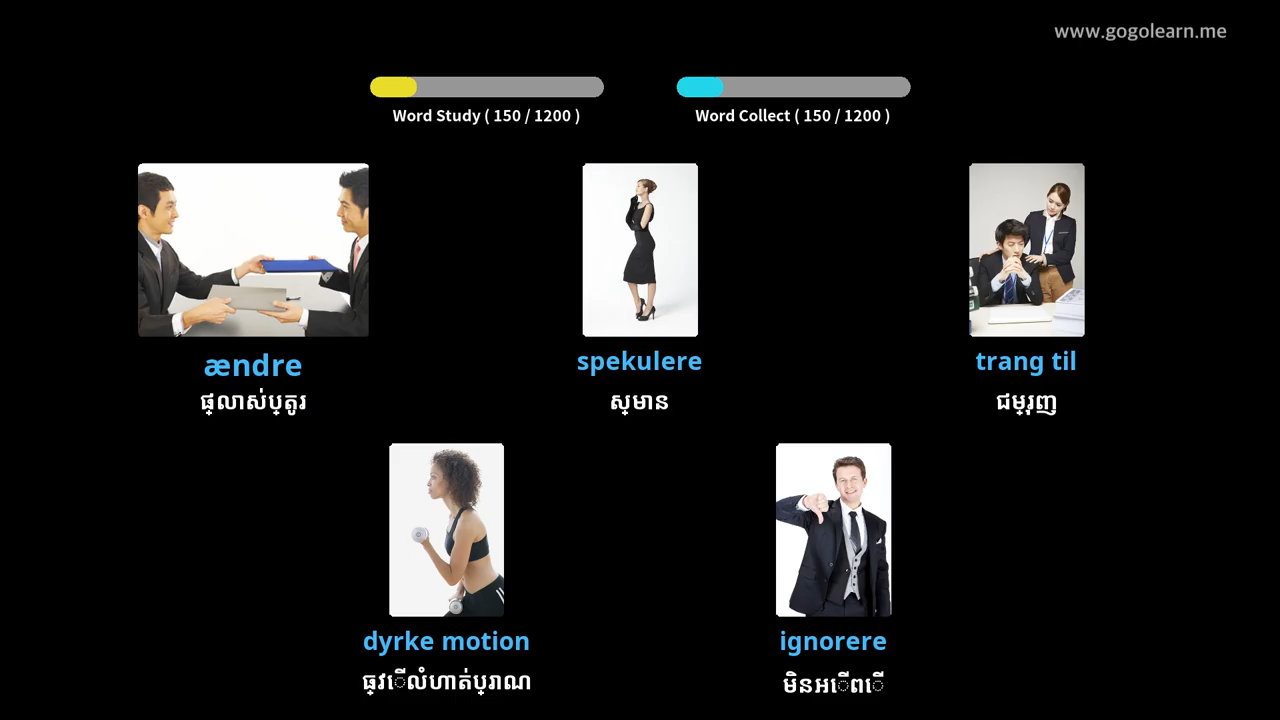 www.gogolearn.me
Word Study ( 150 / 1200 )
Word Collect ( 150 / 1200 )
ændre
ផ្លាស់ប្តូរ
spekulere
ស្មាន
trang til
ជម្រុញ
dyrke motion
ធ្វើលំហាត់ប្រាណ
ignorere
មិនអើពើ